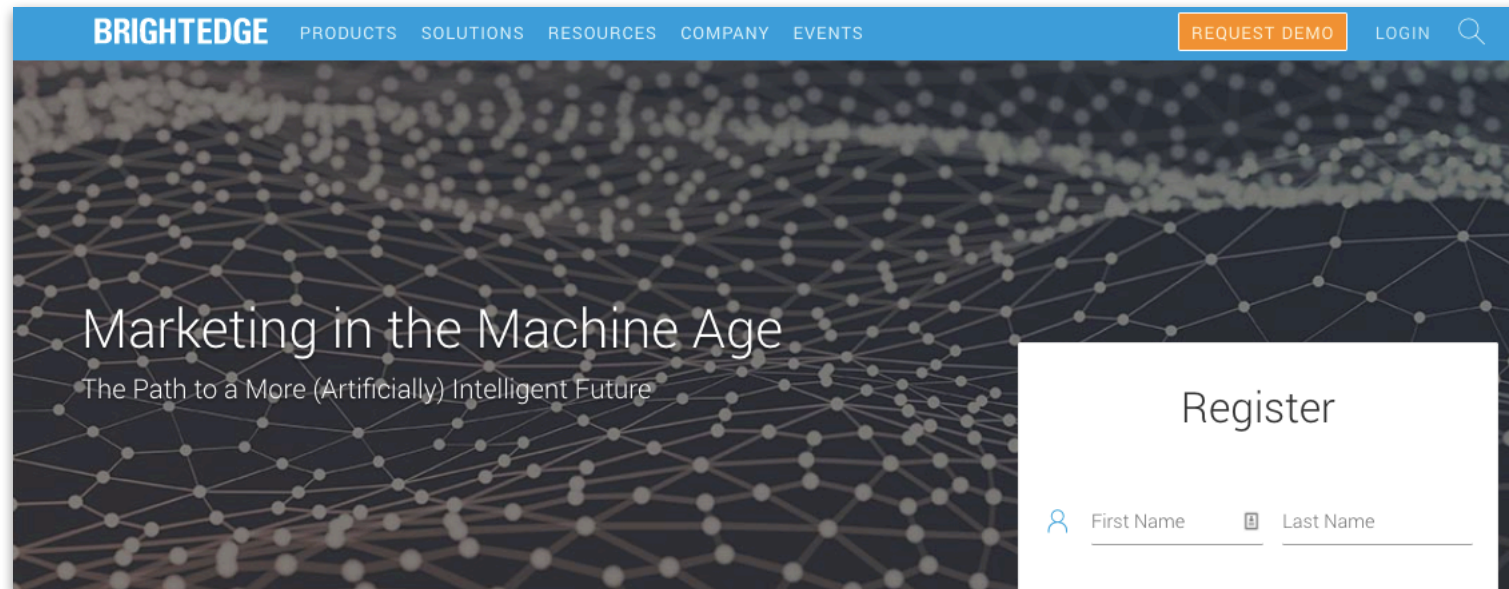 BRIGHTEDGE PRODUCTS SOLUTIONS RESOURCES COMPANY EVENTS REQUEST DEMO LOGIN
Marketing in the Machine Age
The Path to a More (Artificially) Intelligent Future
Register
First Name Last Name